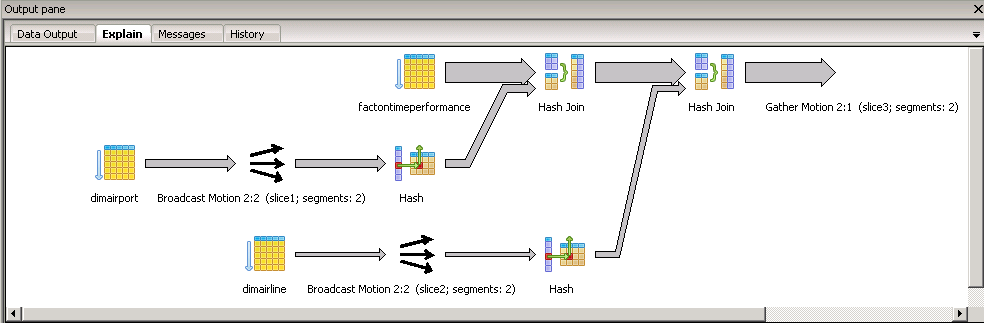 Output pane
Data Output
Explain
Messages
History
factontimeperformance
Hash Join
Hash Join
Gather Motion 2:1 (slice3; segments: 2)
dimairport
Broadcast Motion 2:2 (slice1; segments: 2)
Hash
dimairline
Broadcast Motion 2:2 (slice2; segments: 2)
Hash